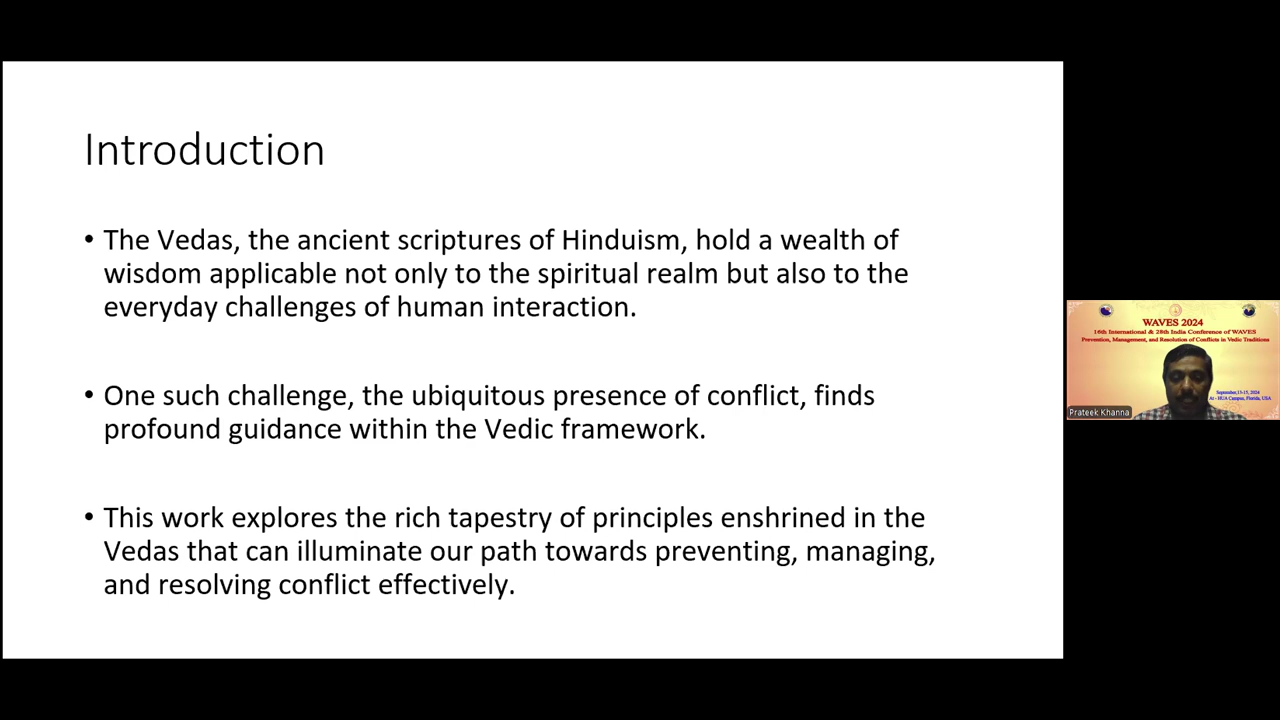 Introduction
• The Vedas, the ancient scriptures of Hinduism, hold a wealth of
wisdom applicable not only to the spiritual realm but also to the
everyday challenges of human interaction.
• One such challenge, the ubiquitous presence of conflict, finds
profound guidance within the Vedic framework.
• This work explores the rich tapestry of principles enshrined in the
Vedas that can illuminate our path towards preventing, managing,
and resolving conflict effectively.
WAVES 2024
16th International & 28th India Conference of WAVES
Prevention, Management, and Resolution of Conflicts in Vedic Traditions
September,13-15, 2024
At - HUA Campus, Florida, USA
Prateek Khanna